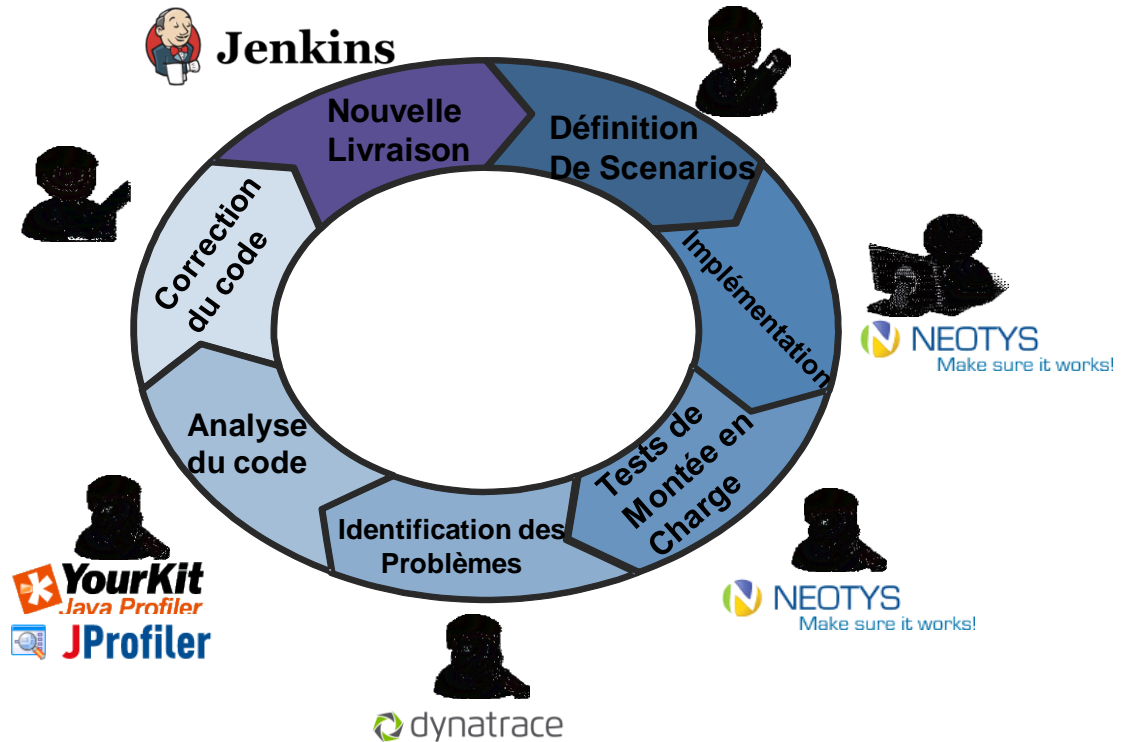 Jenkins
Nouvelle
Livraison
Définition
De Scenarios
Implémentation
NEOTYS
Make sure it works!
Tests de
Montée en
Charge
NEOTYS
Make sure it works!
Identification des
Problèmes
dynatrace
Analyse
du code
YourKit
Java Profiler
JProfiler
Correction
du code